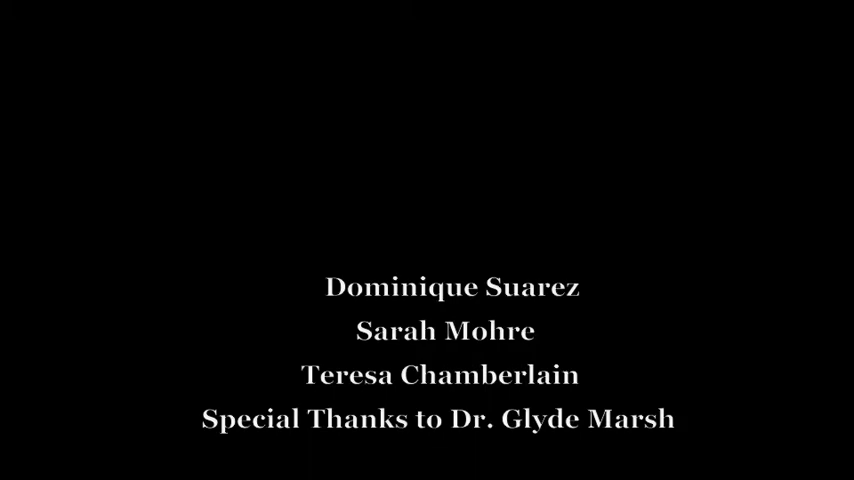 Dominique Suarez
Sarah Mohre
Teresa Chamberlain
Special Thanks to Dr. Glyde Marsh